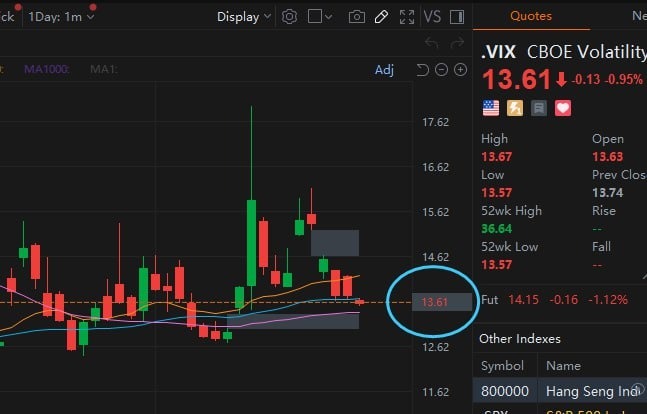 ck 1Day: 1m Display VS Quotes Ne
MA1000: MA1: Adj
.VIX CBOE Volatility
13.61 -0.13 -0.95%
High Open
13.67 13.63
Low Prev Close
13.57 13.74
52wk High Rise
36.64 --
52wk Low Fall
13.57 --
Fut 14.15 -0.16 -1.12%
Other Indexes
Symbol Name
800000 Hang Seng Ind
S&P 500 Index
17.62
16.62
15.62
14.62
13.61
12.62
11.62